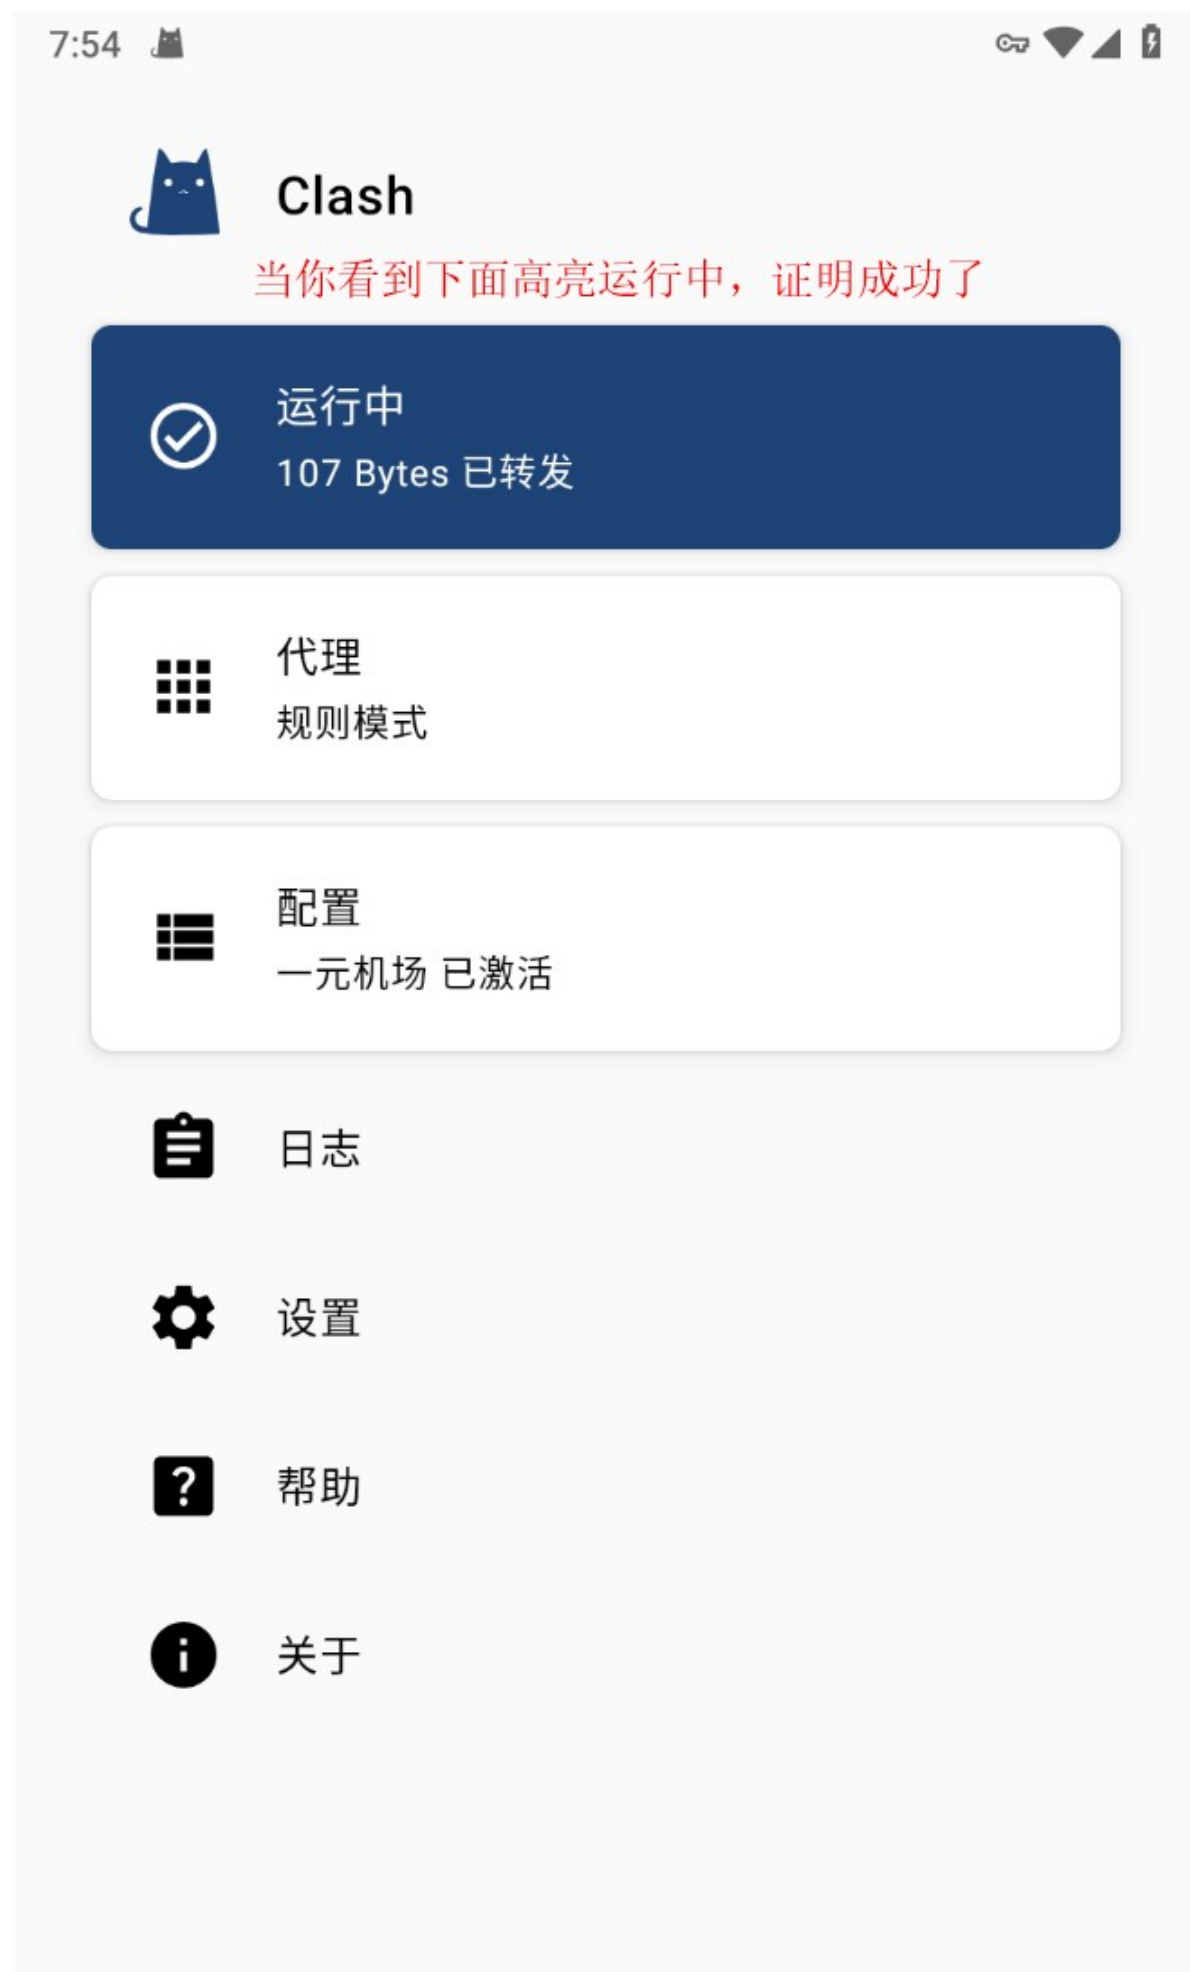 7:54
Clash
当你看到下面高亮运行中，证明成功了
运行中
107 Bytes 已转发
代理
规则模式
配置
一元机场 已激活
日志
设置
帮助
关于